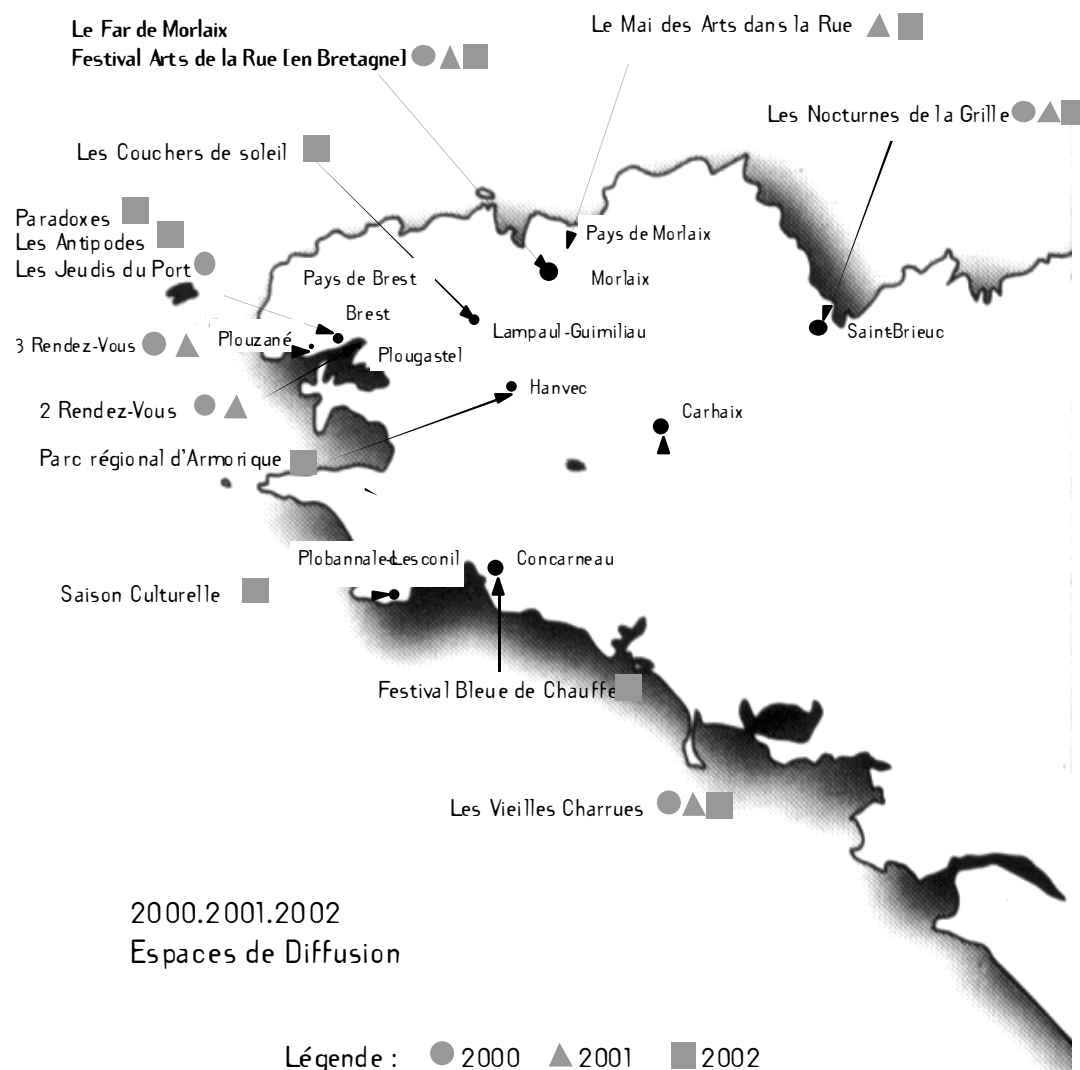 Le Far de Morlaix
Festival Arts de la Rue [en Bretagne]
Le Mai des Arts dans la Rue
Les Nocturnes de la Grille
Les Couchers de soleil
Paradoxes
Les Antipodes
Les Jeudis du Port
Pays de Morlaix
Morlaix
Pays de Brest
Brest
Lampaul-Guimiliau
Saint-Brieuc
3 Rendez-Vous
Plouzané
Plougastel
Hanvec
2 Rendez-Vous
Carhaix
Parc régional d'Armorique
Plobannalec-Lesconil
Concarneau
Saison Culturelle
Festival Bleue de Chauffe
Les Vieilles Charrues
2000.2001.2002
Espaces de Diffusion
Légende : 2000 2001 2002